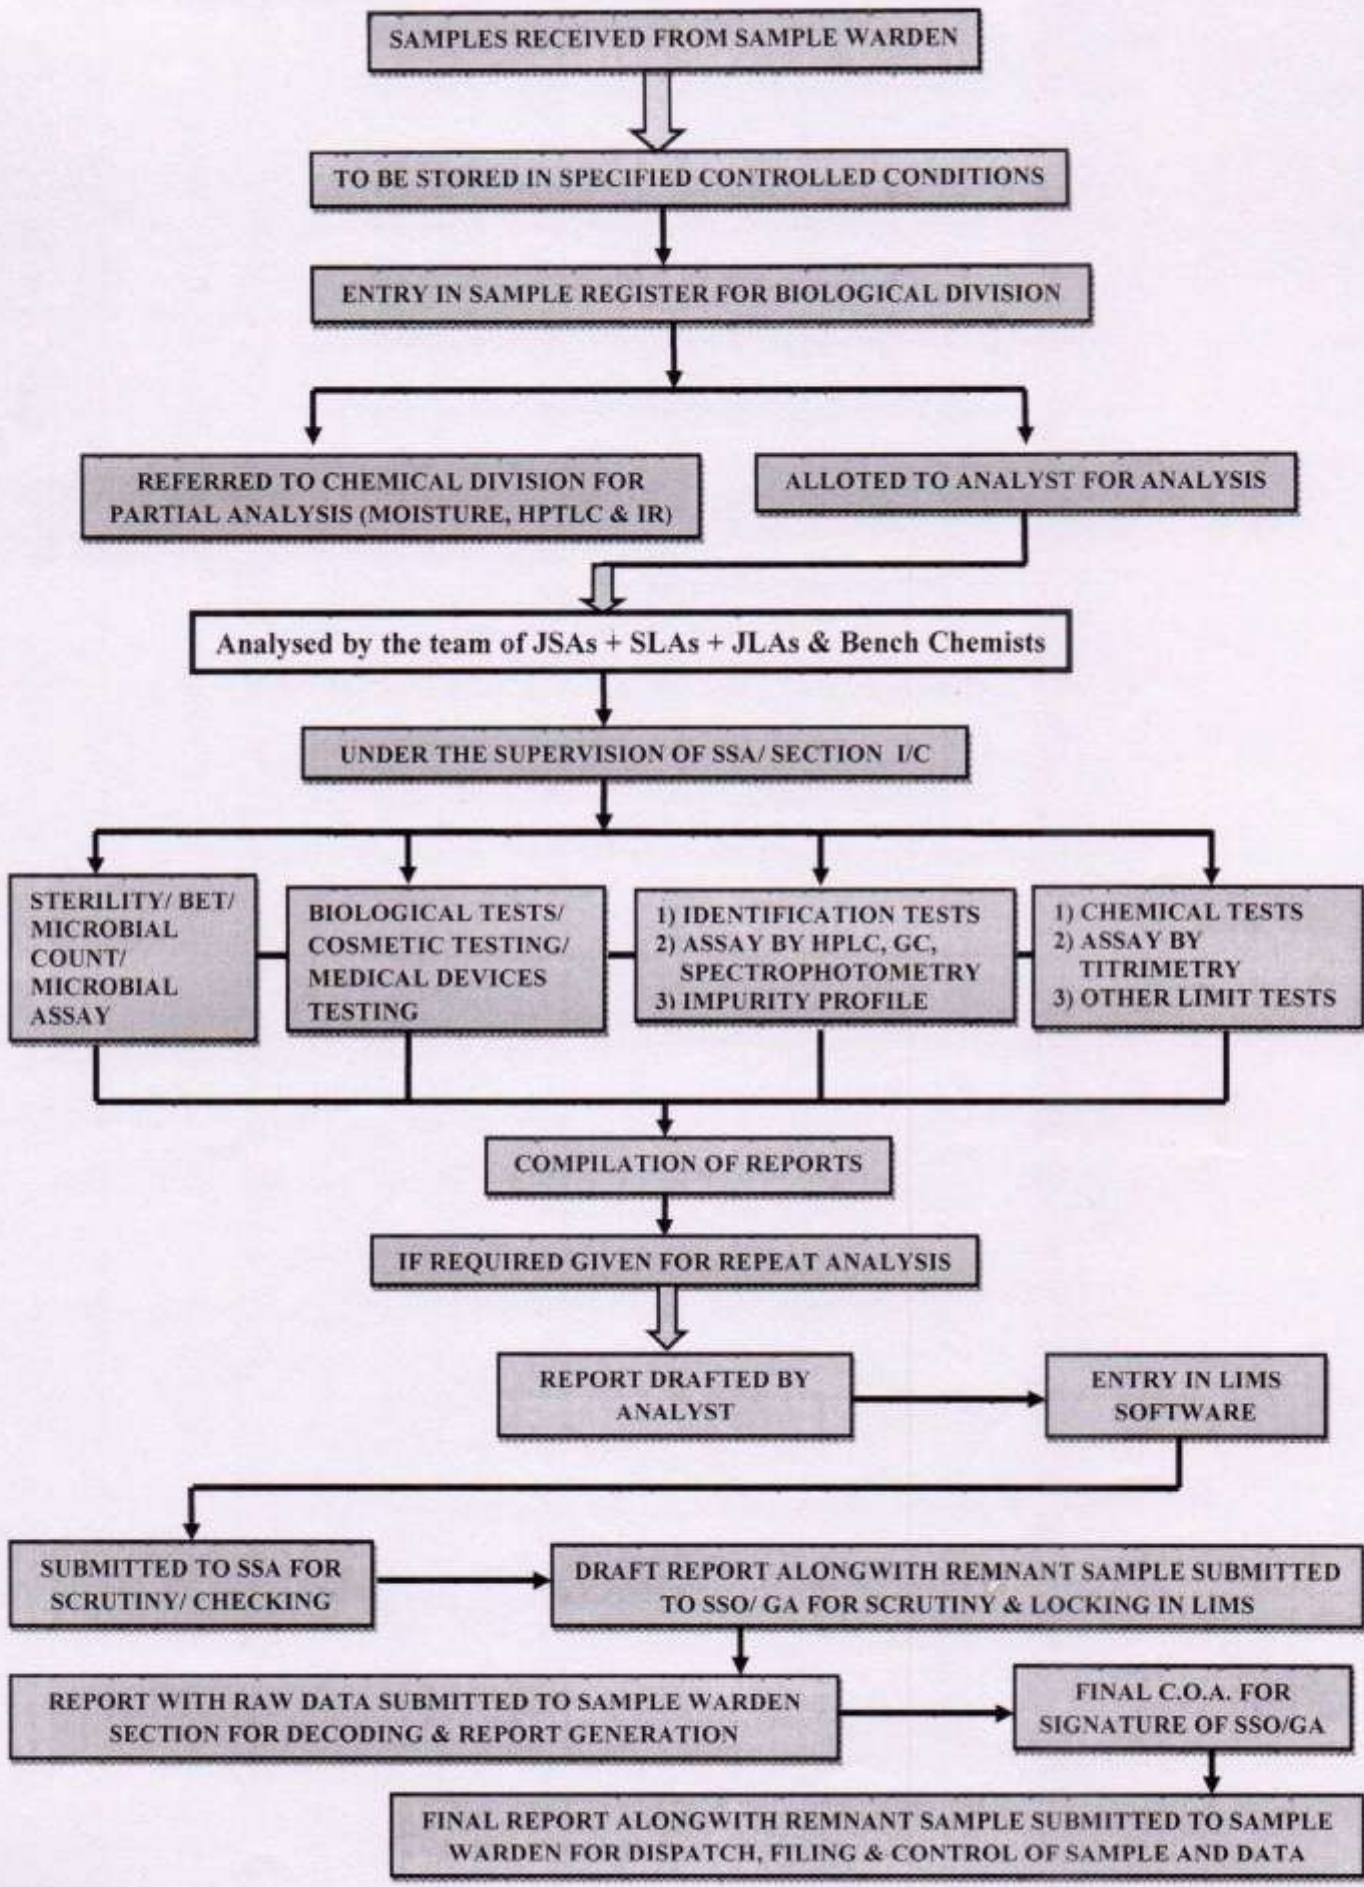 SAMPLES RECEIVED FROM SAMPLE WARDEN
TO BE STORED IN SPECIFIED CONTROLLED CONDITIONS
ENTRY IN SAMPLE REGISTER FOR BIOLOGICAL DIVISION
REFERRED TO CHEMICAL DIVISION FOR
PARTIAL ANALYSIS (MOISTURE, HPTLC & IR)
ALLOTED TO ANALYST FOR ANALYSIS
Analysed by the team of JSAs + SLAs + JLAs & Bench Chemists
UNDER THE SUPERVISION OF SSA/ SECTION I/C
STERILITY/ BET/
MICROBIAL
COUNT/
MICROBIAL
ASSAY
BIOLOGICAL TESTS/
COSMETIC TESTING/
MEDICAL DEVICES
TESTING
1) IDENTIFICATION TESTS
2) ASSAY BY HPLC, GC,
SPECTROPHOTOMETRY
3) IMPURITY PROFILE
1) CHEMICAL TESTS
2) ASSAY BY
TITRIMETRY
3) OTHER LIMIT TESTS
COMPILATION OF REPORTS
IF REQUIRED GIVEN FOR REPEAT ANALYSIS
REPORT DRAFTED BY
ANALYST
ENTRY IN LIMS
SOFTWARE
SUBMITTED TO SSA FOR
SCRUTINY/ CHECKING
DRAFT REPORT ALONGWITH REMNANT SAMPLE SUBMITTED
TO SSO/ GA FOR SCRUTINY & LOCKING IN LIMS
REPORT WITH RAW DATA SUBMITTED TO SAMPLE WARDEN
SECTION FOR DECODING & REPORT GENERATION
FINAL C.O.A. FOR
SIGNATURE OF SSO/GA
FINAL REPORT ALONGWITH REMNANT SAMPLE SUBMITTED TO SAMPLE
WARDEN FOR DISPATCH, FILING & CONTROL OF SAMPLE AND DATA